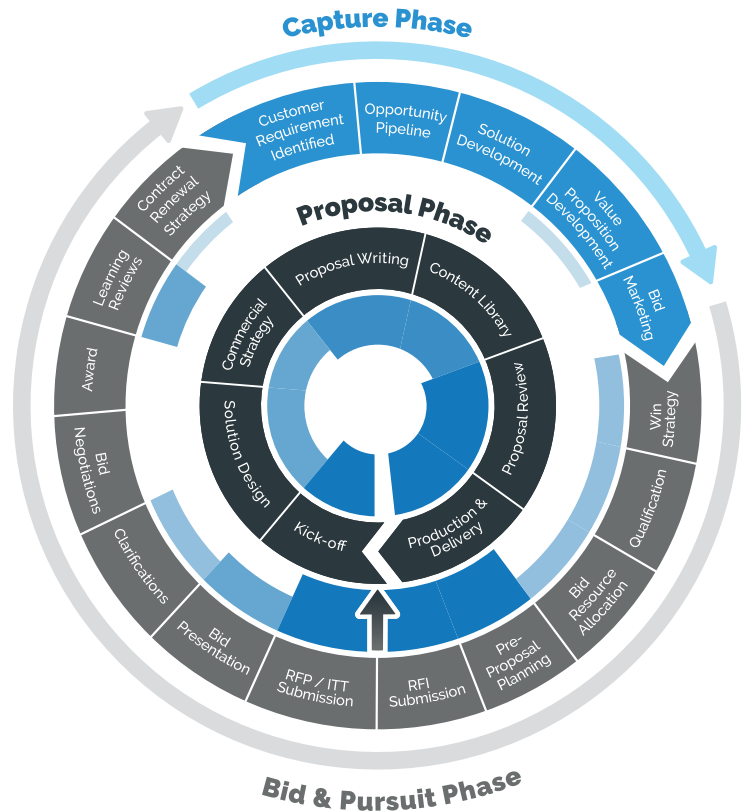 Capture Phase
Customer
Requirement
Identified
Opportunity
Pipeline
Solution
Development
Value
Proposition
Development
Bid
Marketing
Win
Strategy
Qualification
Bid
Resource
Allocation
Pre-
Proposal
Planning
RFI
Submission
RFP / ITT
Submission
Bid
Presentation
Clarifications
Bid
Negotiations
Award
Learning
Reviews
Contract
Renewal
Strategy
Proposal Phase
Proposal Writing
Content Library
Proposal Review
Production &
Delivery
Kick-off
Solution Design
Commercial
Strategy
Bid & Pursuit Phase